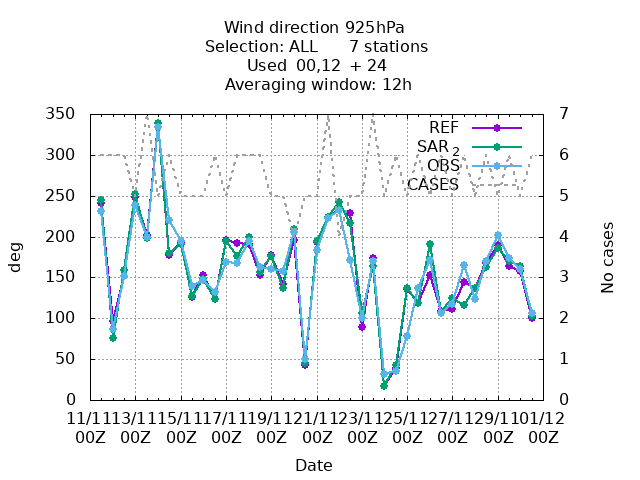 Wind direction 925hPa
Selection: ALL 7 stations
Used 00,12 + 24
Averaging window: 12h
350 7
REF
SAR 2
300 6
OBS
CASES
250 5
200 4
deg
No cases
150 3
100 2
50 1
0 0
11/11 13/11 15/11 17/11 19/11 21/11 23/11 25/11 27/11 29/11 01/12
00Z 00Z 00Z 00Z 00Z 00Z 00Z 00Z 00Z 00Z 00Z
Date